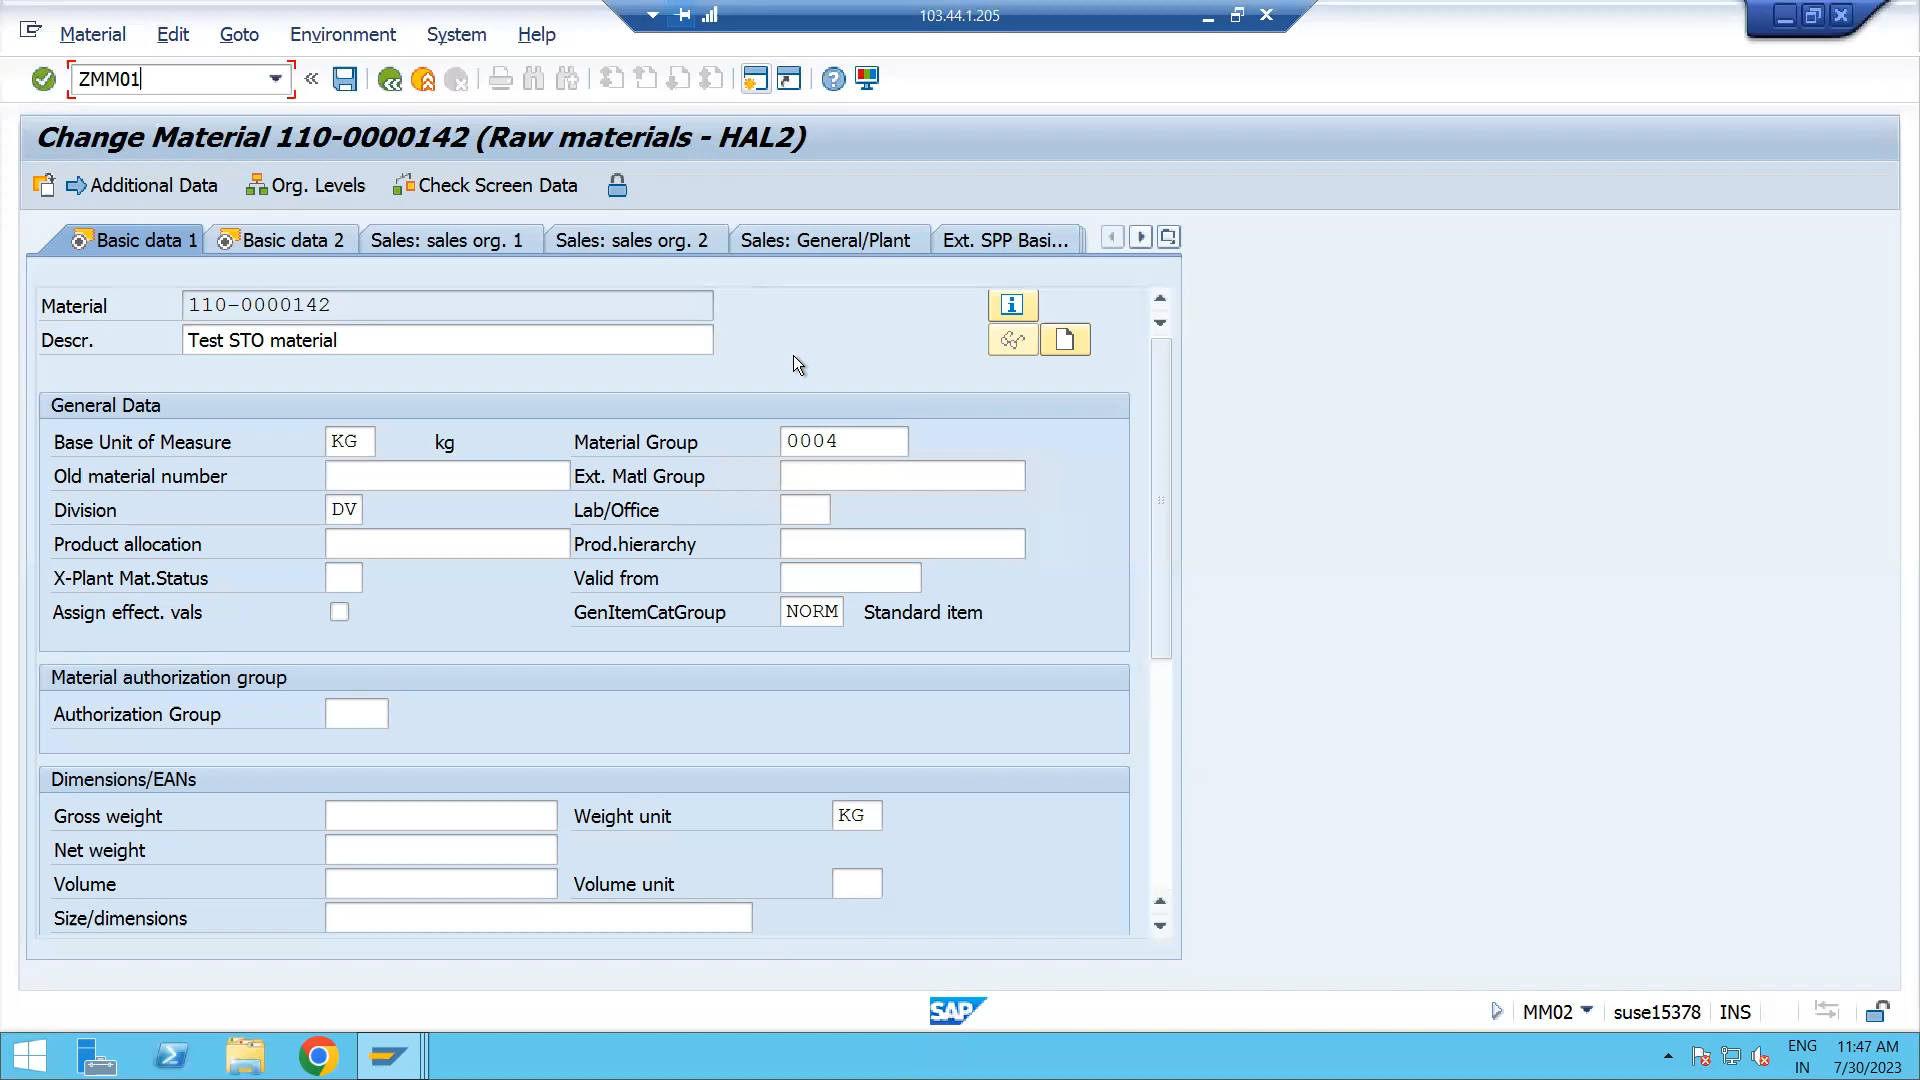 103.44.1.205
Material Edit Goto Environment System Help
ZMM01
Change Material 110-0000142 (Raw materials - HAL2)
Additional Data Org. Levels Check Screen Data
Basic data 1 Basic data 2 Sales: sales org. 1 Sales: sales org. 2 Sales: General/Plant Ext. SPP Basi...
Material 110-0000142
Descr. Test STO material
General Data
Base Unit of Measure KG kg Material Group 0004
Old material number Ext. Matl Group
Division DV Lab/Office
Product allocation Prod.hierarchy
X-Plant Mat.Status Valid from
Assign effect. vals GenItemCatGroup NORM Standard item
Material authorization group
Authorization Group
Dimensions/EANs
Gross weight Weight unit KG
Net weight
Volume Volume unit
Size/dimensions
SAP MM02 suse15378 INS
ENG 11:47 AM
IN 7/30/2023